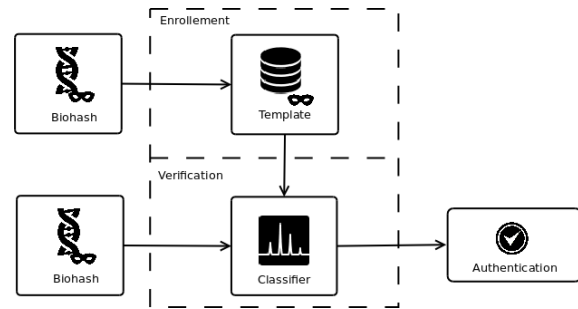 Enrollement
Biohash
Template
Verification
Biohash
Classifier
Authentication